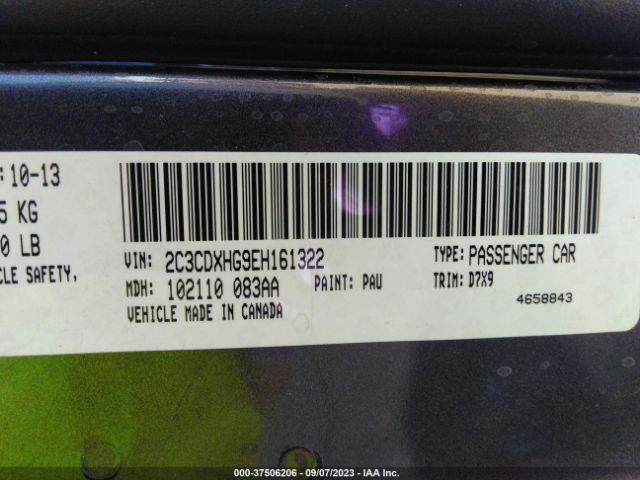 : 10-13
5 KG
0 LB
CLE SAFETY,
VIN: 2C3CDXHG9EH161322
TYPE: PASSENGER CAR
MDH: 102110 083AA
PAINT: PAU
TRIM: D7X9
VEHICLE MADE IN CANADA
4658843
000-37506206 - 09/07/2023 - IAA Inc.